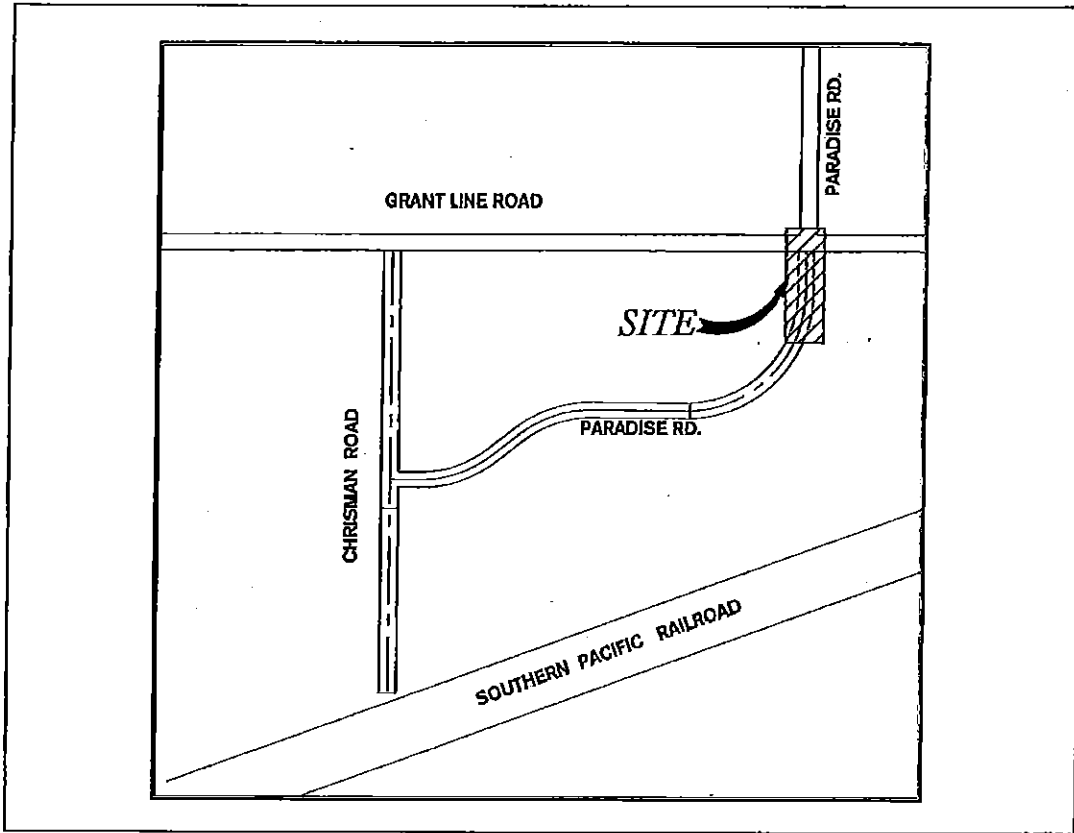 PARADISE RD.
GRANT LINE ROAD
SITE
PARADISE RD.
CHRISMAN ROAD
SOUTHERN PACIFIC RAILROAD